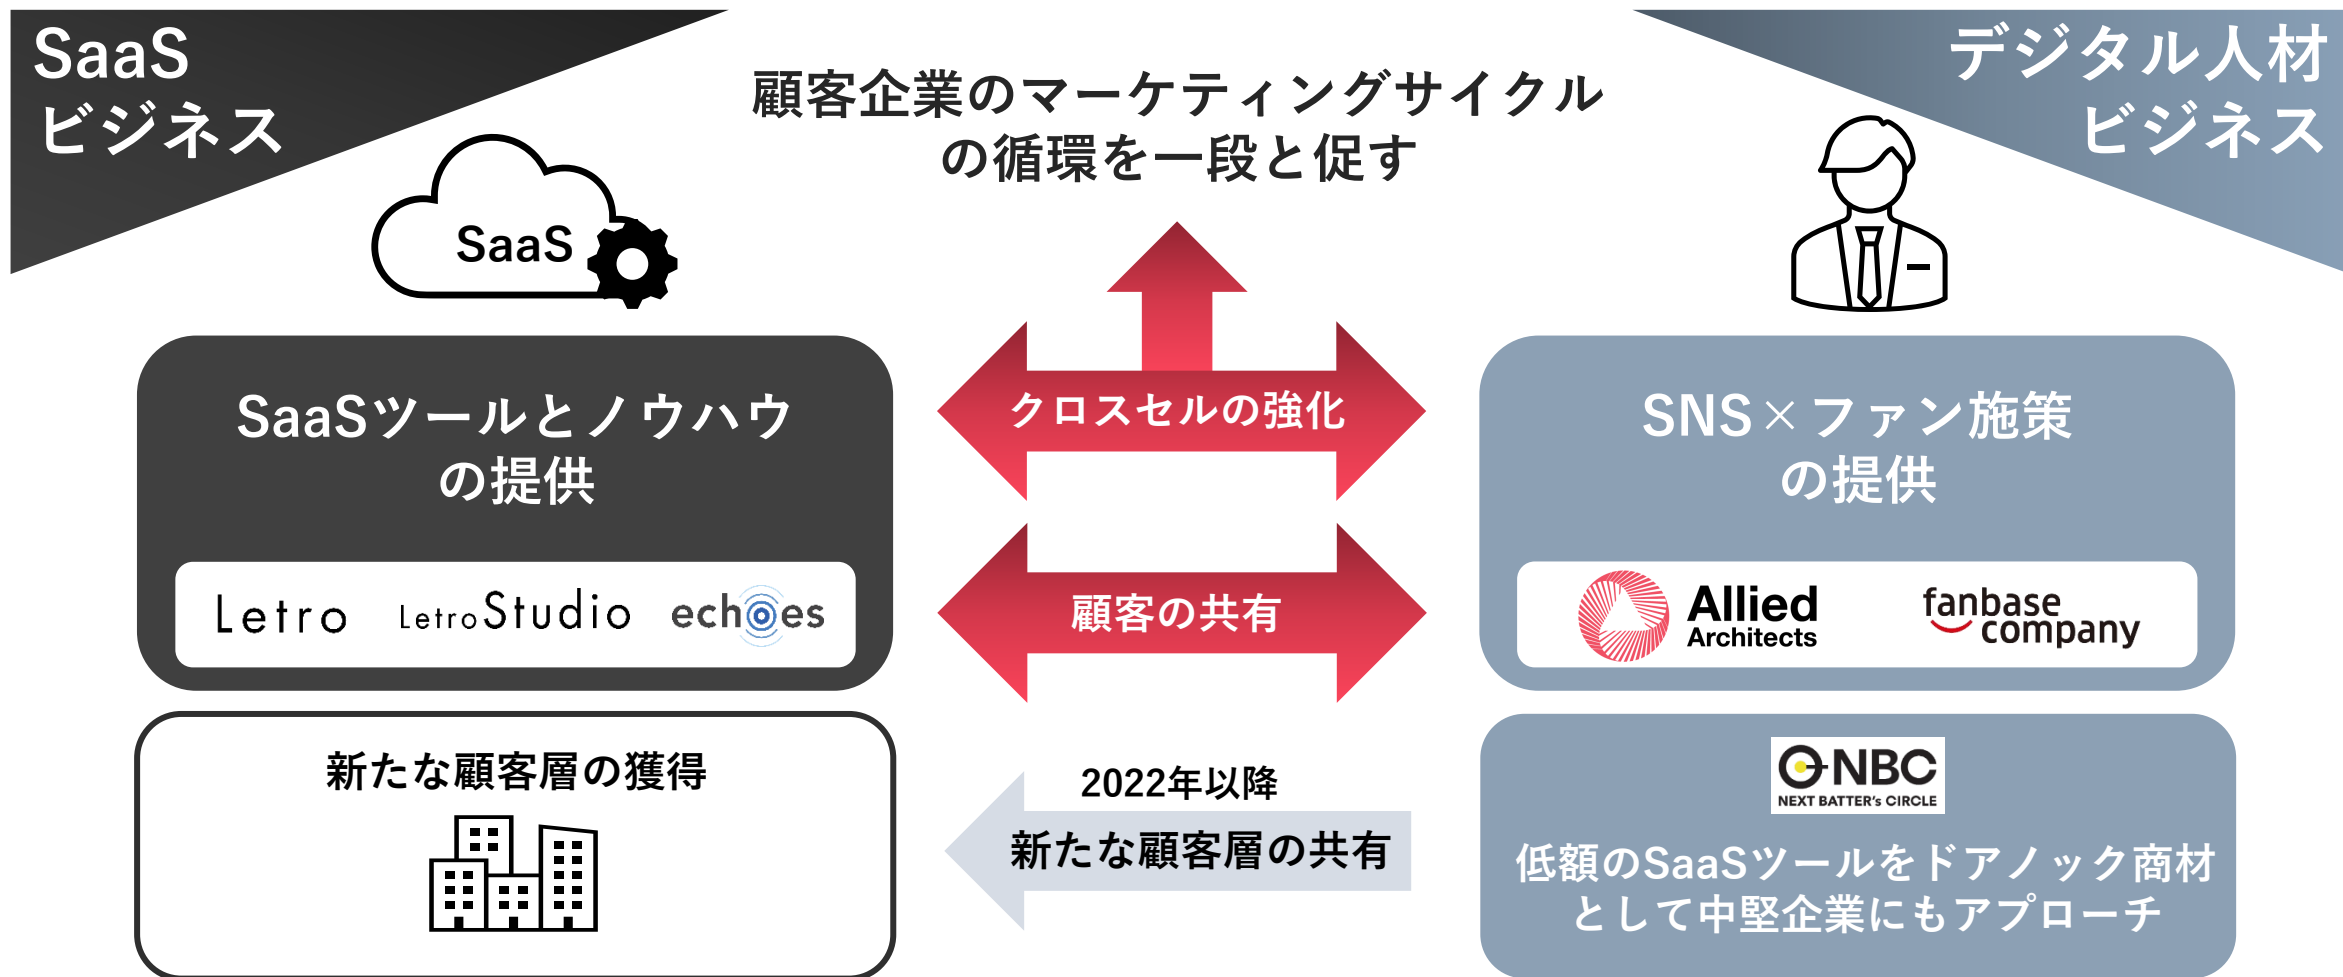 SaaS
ビジネス
デジタル人材
ビジネス
顧客企業のマーケティングサイクル
の循環を一段と促す
SaaS
SaaSツールとノウハウ
の提供
Letro
LetroStudio
echoes
クロスセルの強化
顧客の共有
SNS×ファン施策
の提供
Allied
Architects
fanbase
company
新たな顧客層の獲得
2022年以降
新たな顧客層の共有
NBC
NEXT BATTER's CIRCLE
低額のSaaSツールをドアノック商材
として中堅企業にもアプローチ